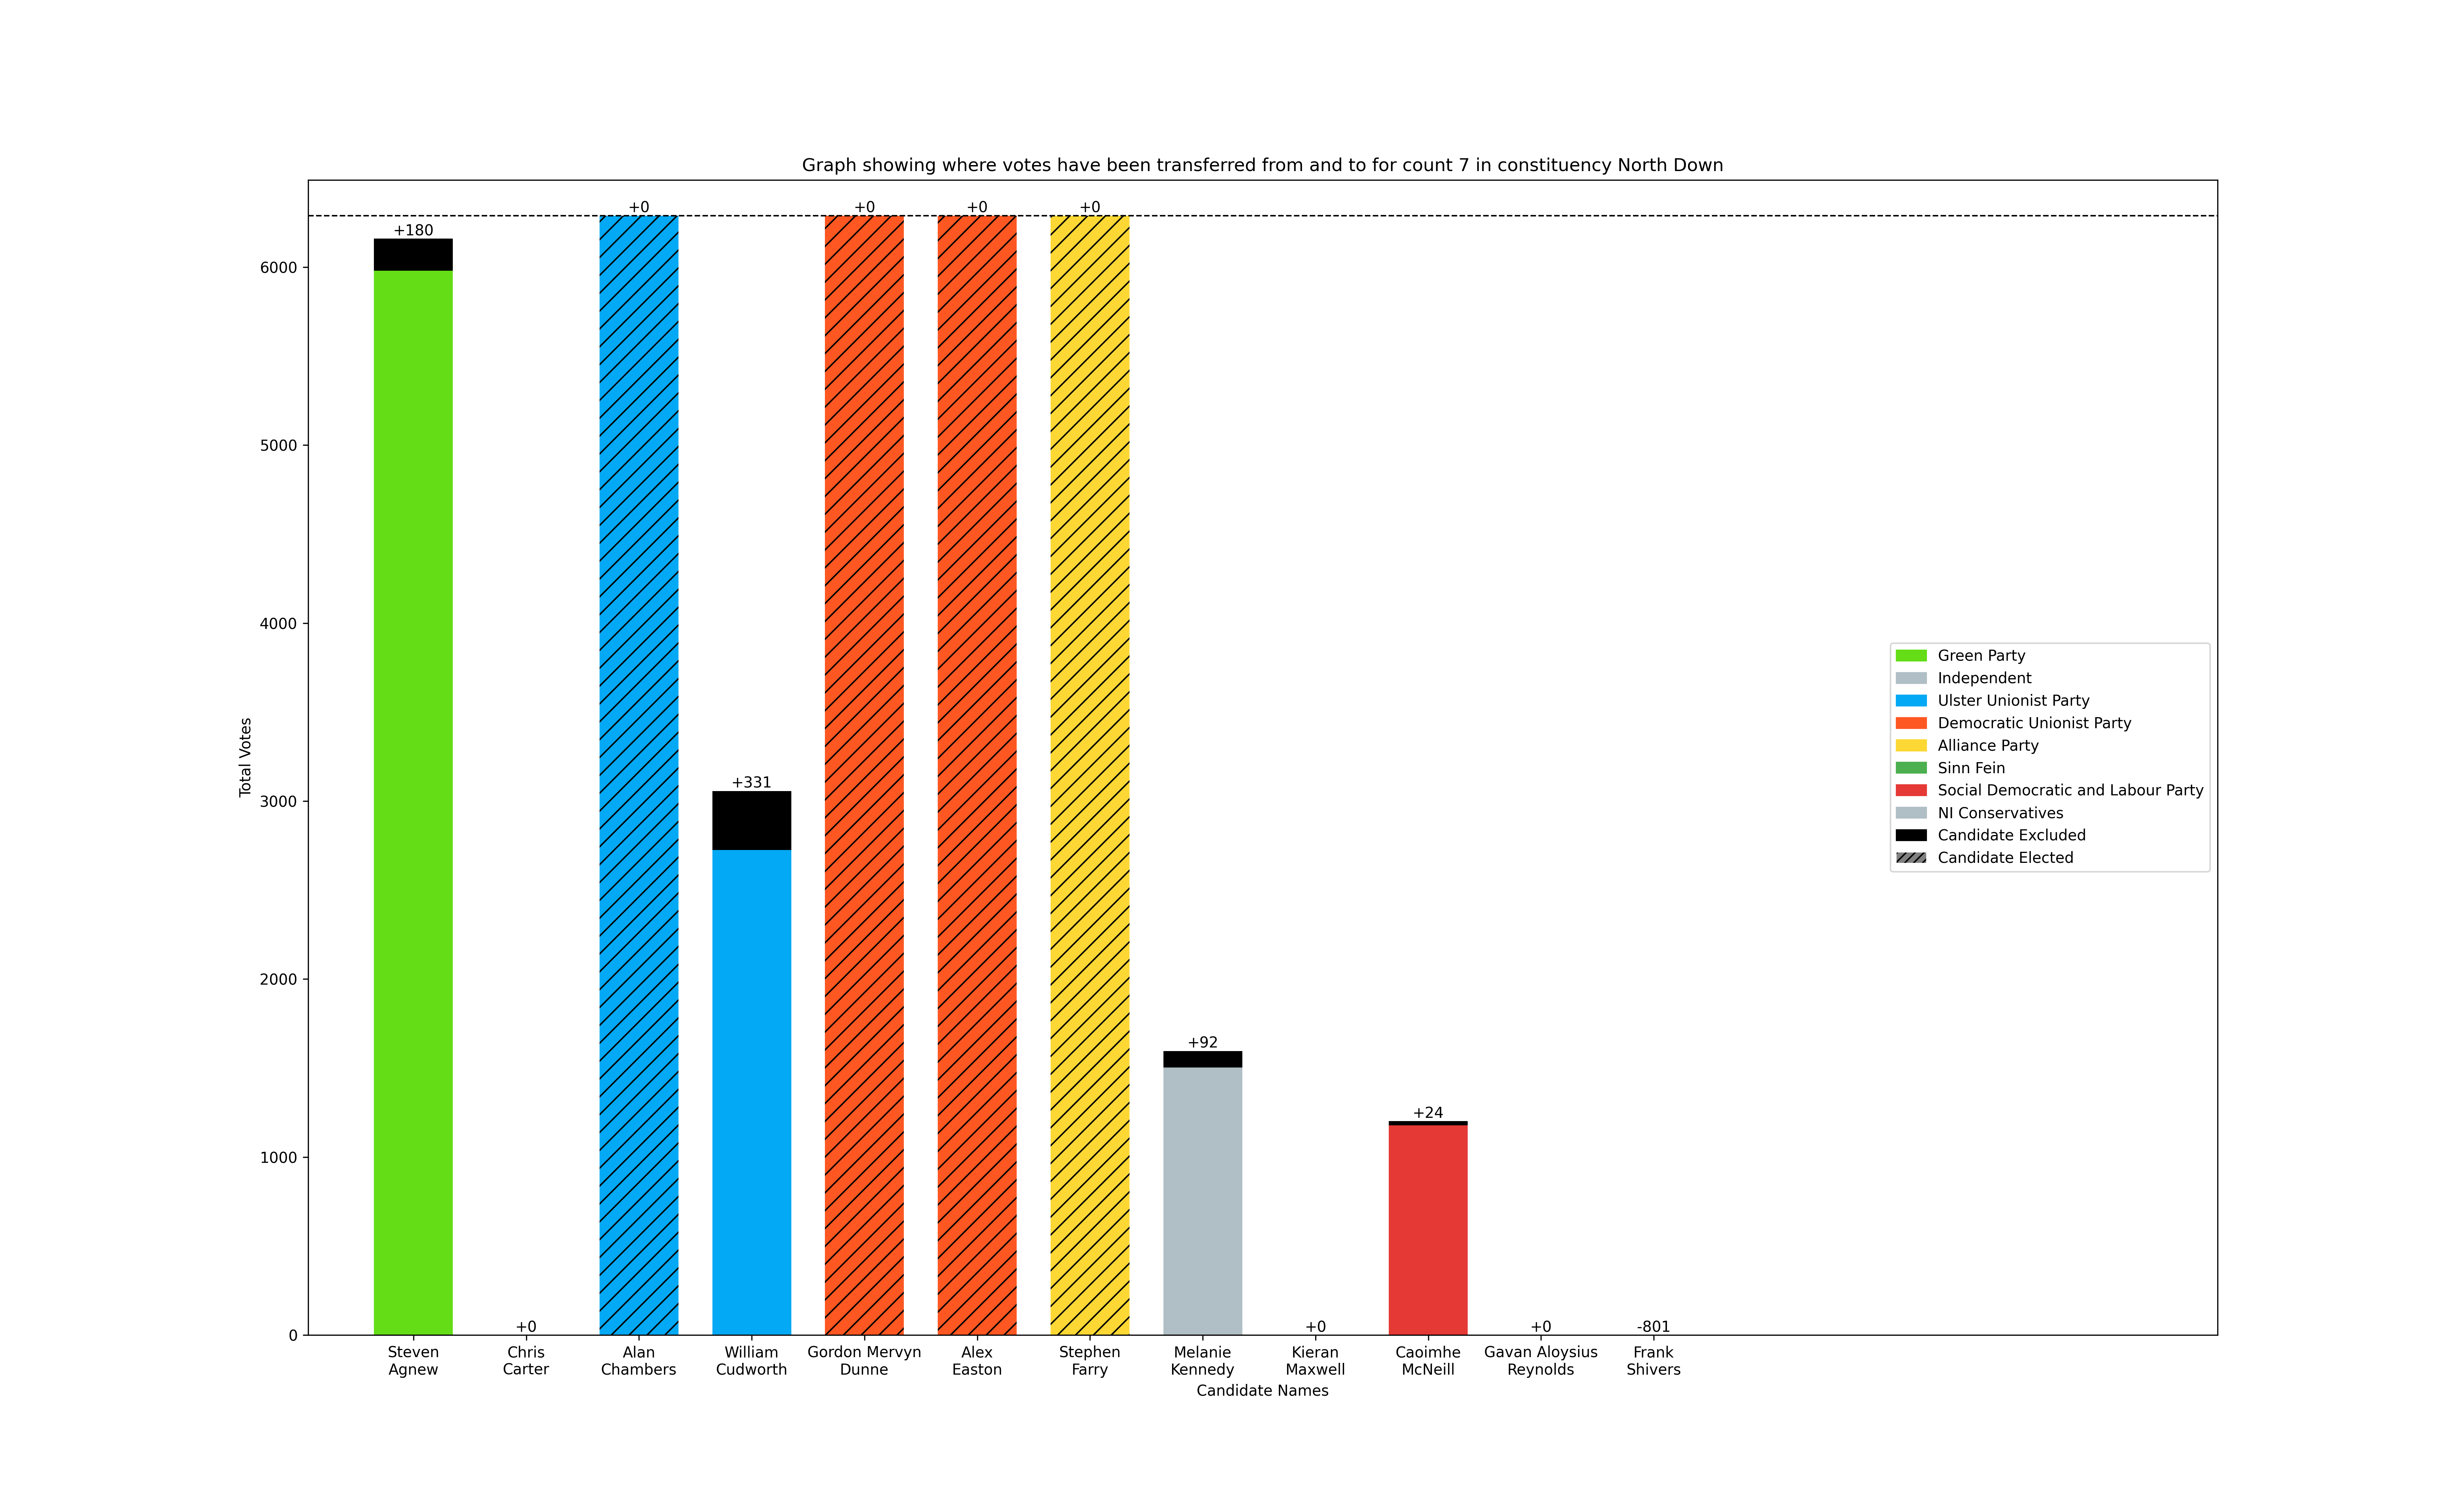 Graph showing where votes have been transferred from and to for count 7 in constituency North Down
Total Votes
6000
5000
4000
3000
2000
1000
0
+180
+0
+0
+331
+0
+0
+0
+92
+0
+24
+0
-801
Steven
Agnew
Chris
Carter
Alan
Chambers
William
Cudworth
Gordon Mervyn
Dunne
Alex
Easton
Stephen
Farry
Melanie
Kennedy
Kieran
Maxwell
Caoimhe
McNeill
Gavan Aloysius
Reynolds
Frank
Shivers
Candidate Names
Green Party
Independent
Ulster Unionist Party
Democratic Unionist Party
Alliance Party
Sinn Fein
Social Democratic and Labour Party
NI Conservatives
Candidate Excluded
Candidate Elected